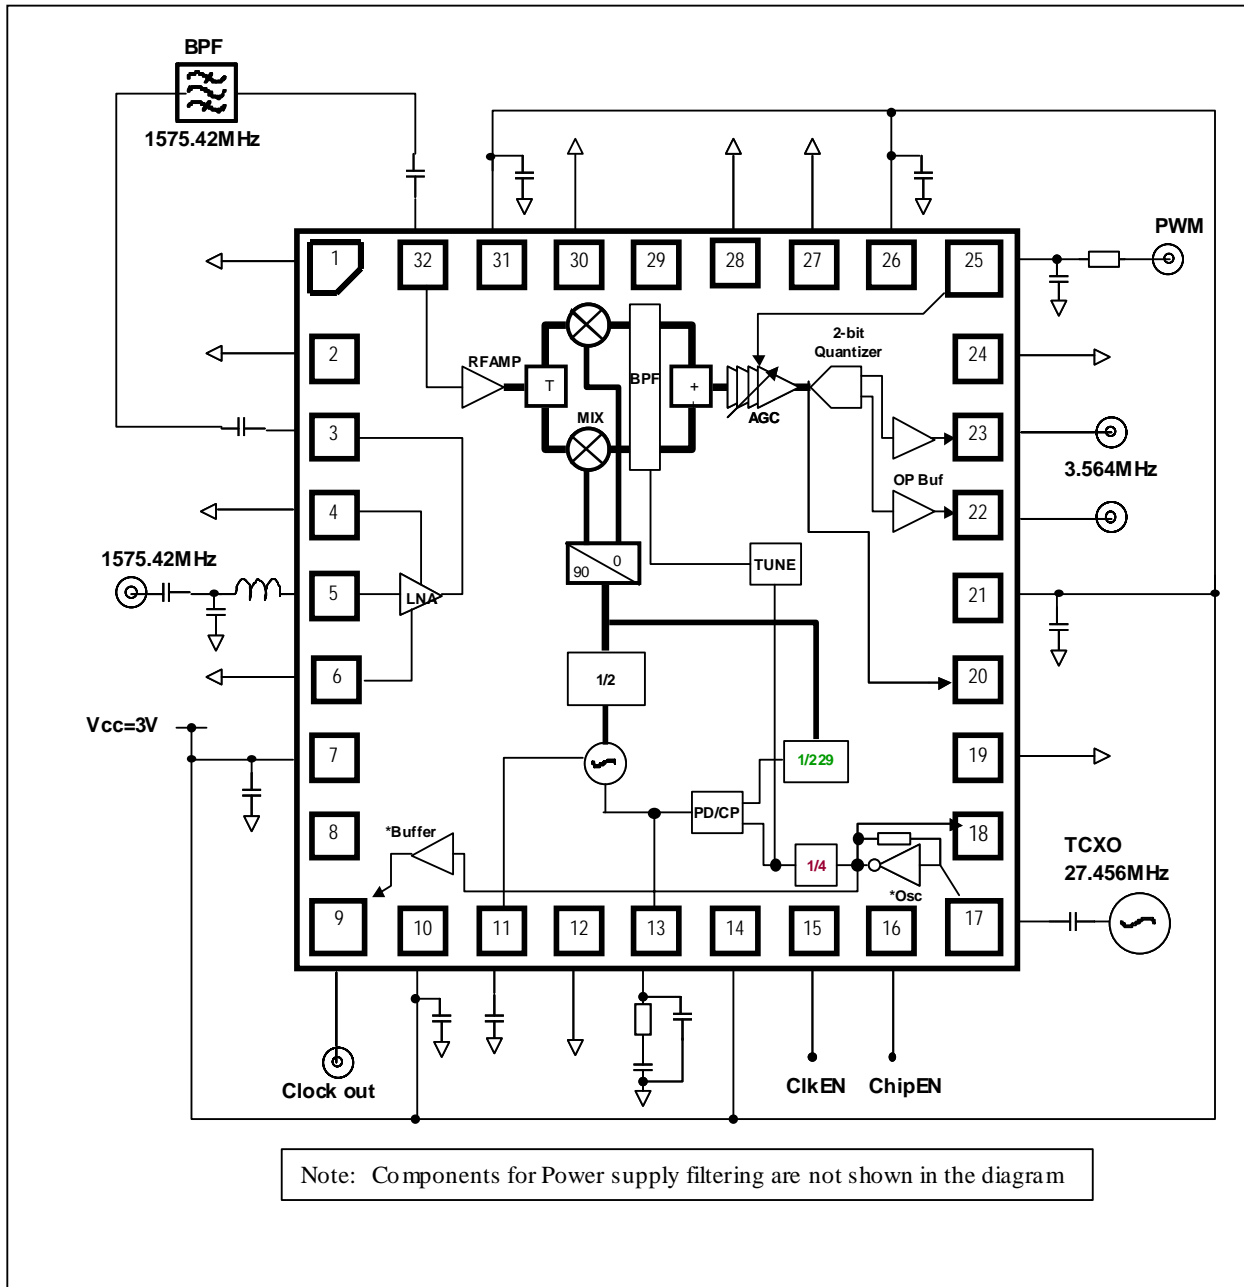 BPF
1575.42MHz
PWM
1
32
31
30
29
28
27
26
25
2
RFAMP
T
MIX
BPF
+
AGC
2-bit
Quantizer
24
3
23
3.564MHz
4
OP Buf
22
1575.42MHz
5
LNA
90
0
TUNE
21
6
1/2
20
Vcc=3V
7
1/229
19
8
*Buffer
PD/CP
1/4
*Osc
18
TCXO
27.456MHz
9
10
11
12
13
14
15
16
17
Clock out
ClkEN
ChipEN
Note: Components for Power supply filtering are not shown in the diagram